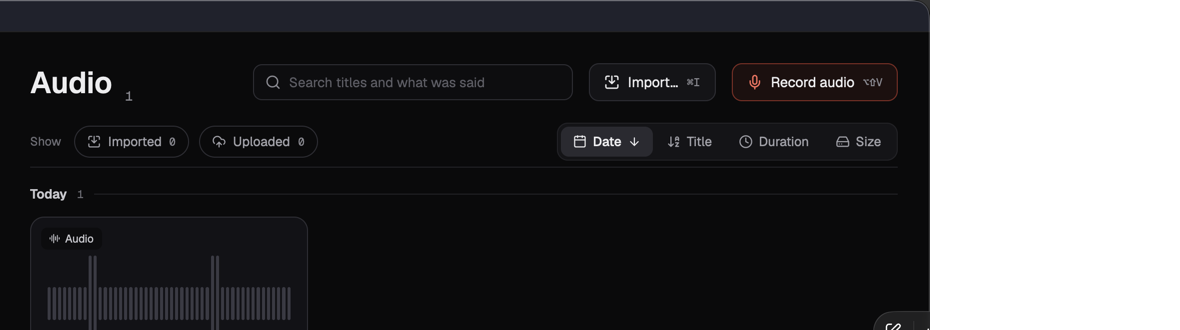 Audio 1
Search titles and what was said
Import… ⌘I
Record audio ⌥⇧V
Show
Imported 0
Uploaded 0
Date ↓
Title
Duration
Size
Today 1
Audio